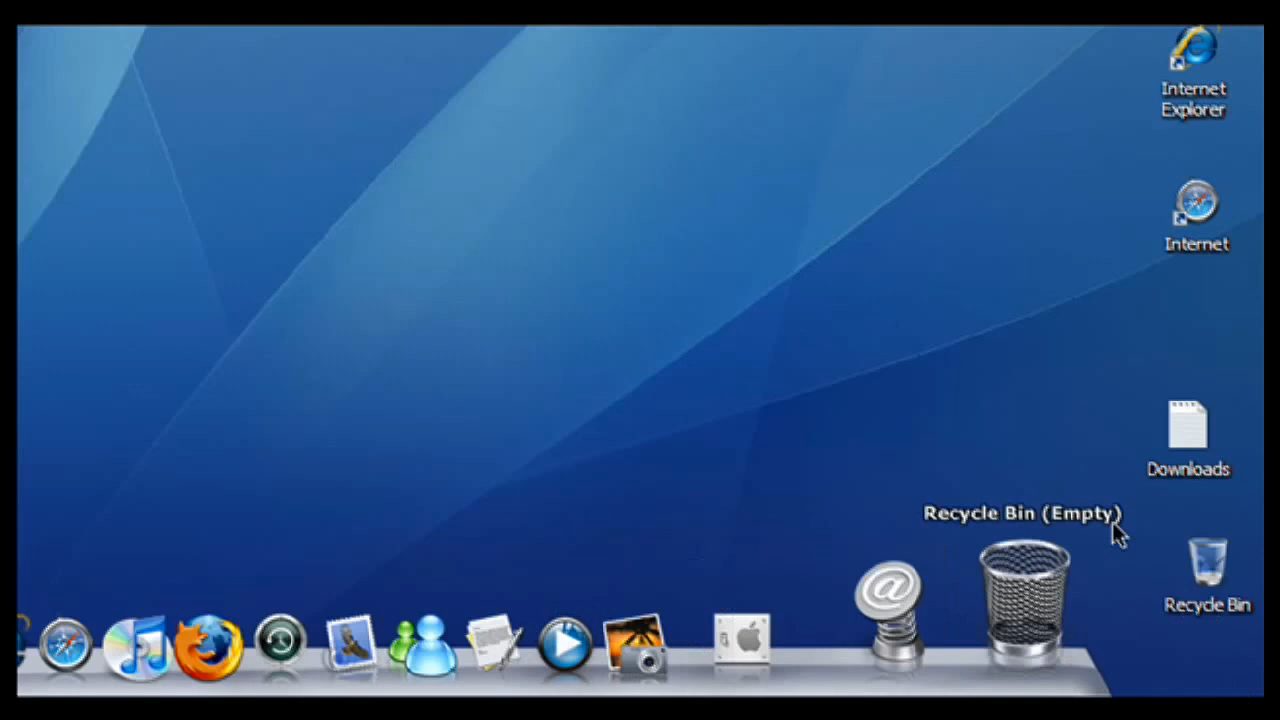 Internet
Explorer
Internet
Downloads
Recycle Bin (Empty)
Recycle Bin
@